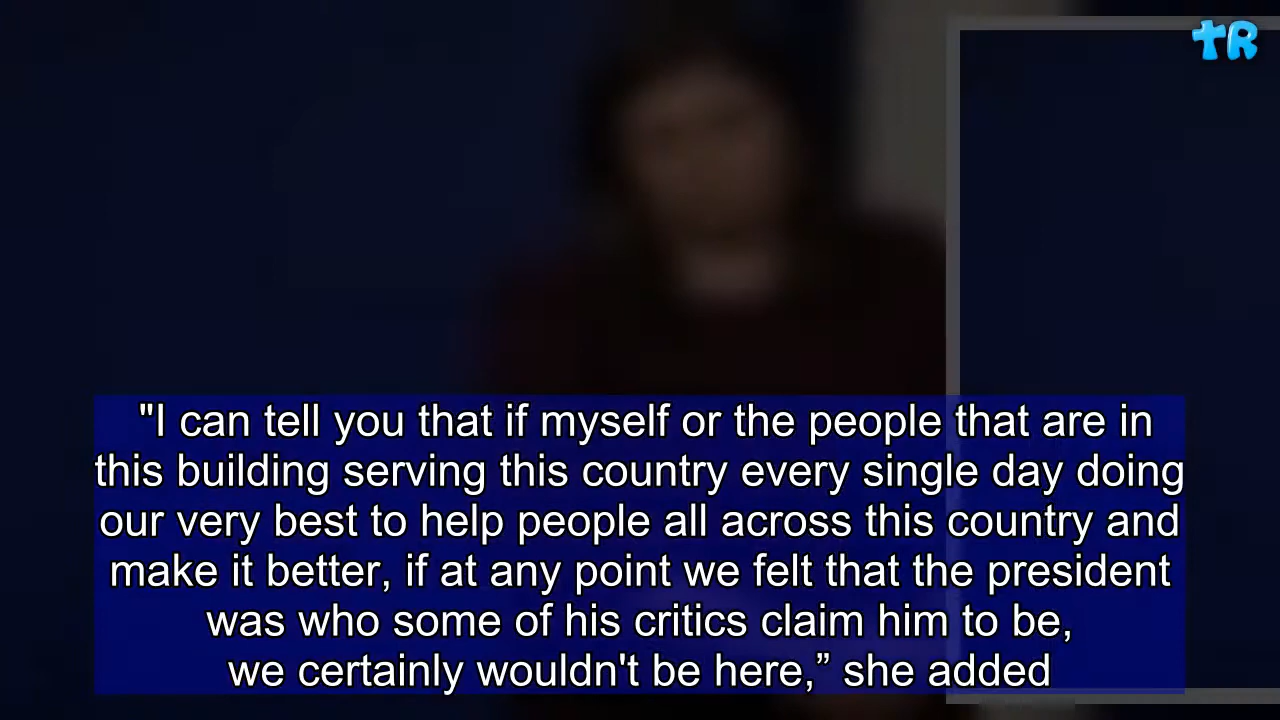 tR
"I can tell you that if myself or the people that are in
this building serving this country every single day doing
our very best to help people all across this country and
make it better, if at any point we felt that the president
was who some of his critics claim him to be,
we certainly wouldn't be here,” she added